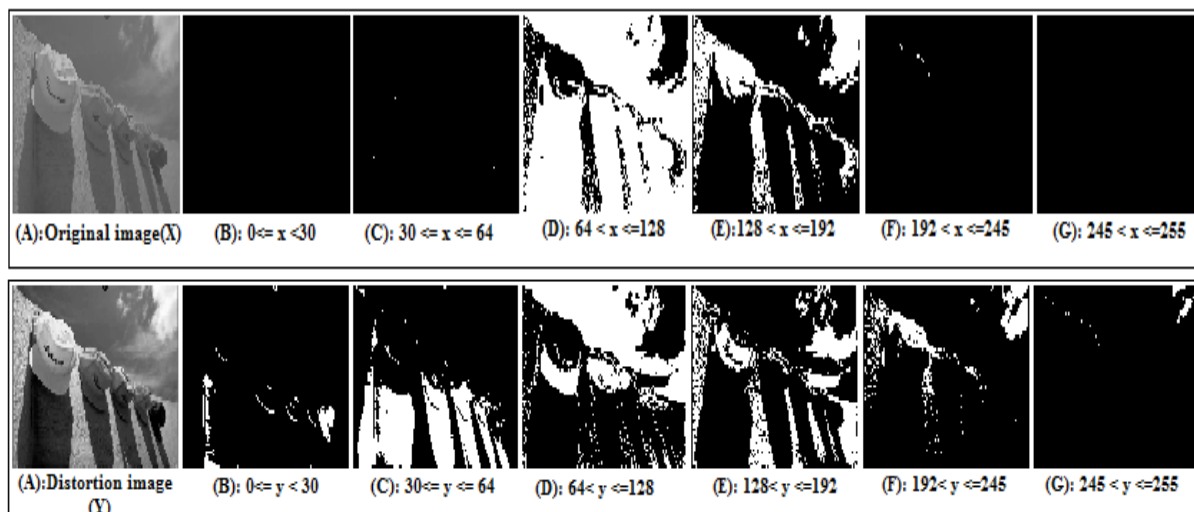 (A):Original image(X) (B): 0<= x <30 (C): 30 <= x <= 64 (D): 64 < x <=128 (E):128 < x <=192 (F): 192 < x <=245 (G): 245 < x <=255
(A):Distortion image (B): 0<= y < 30 (C): 30<= y <= 64 (D): 64< y <=128 (E): 128< y <=192 (F): 192< y <=245 (G): 245 < y <=255
(Y)